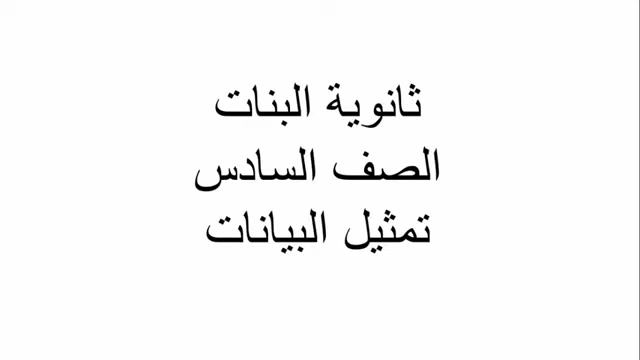 ثانوية البنات
الصف السادس
تمثيل البيانات